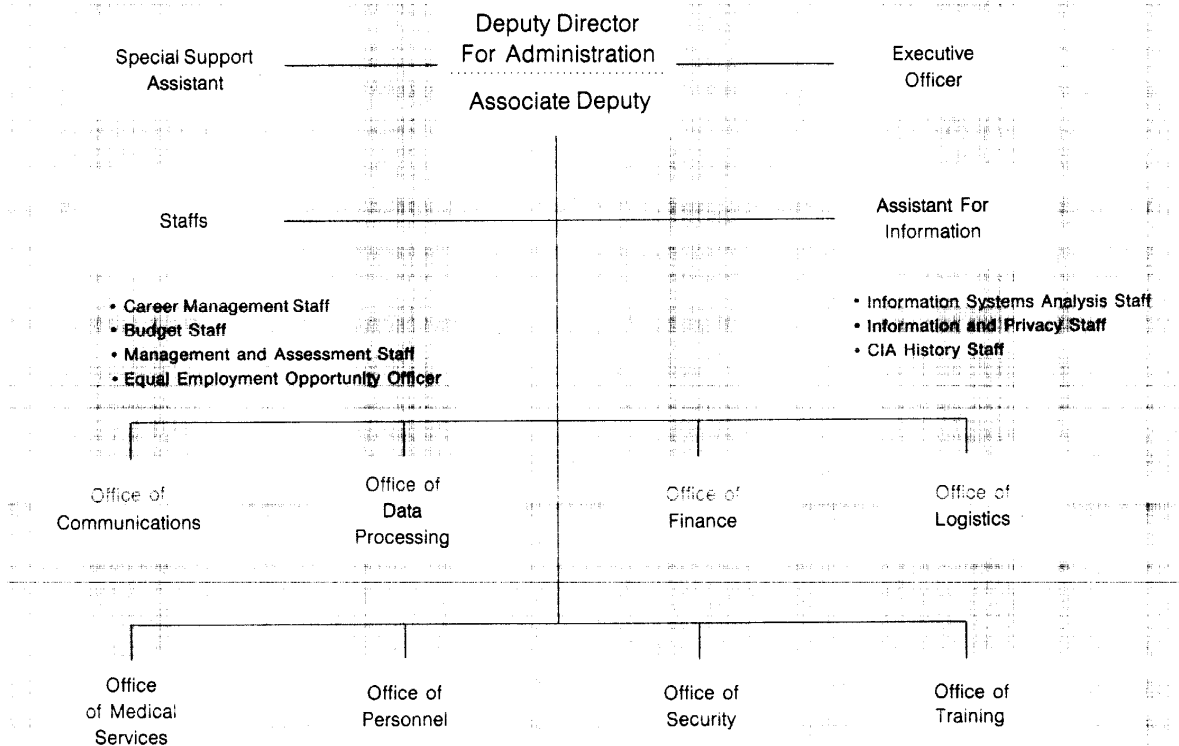 Deputy Director
For Administration
Associate Deputy
Special Support
Assistant
Executive
Officer
Staffs
Assistant For
Information
• Career Management Staff
• Budget Staff
• Management and Assessment Staff
• Equal Employment Opportunity Officer
• Information Systems Analysis Staff
• Information and Privacy Staff
• CIA History Staff
Office of
Communications
Office of
Data
Processing
Office of
Finance
Office of
Logistics
Office
of Medical
Services
Office of
Personnel
Office of
Security
Office of
Training